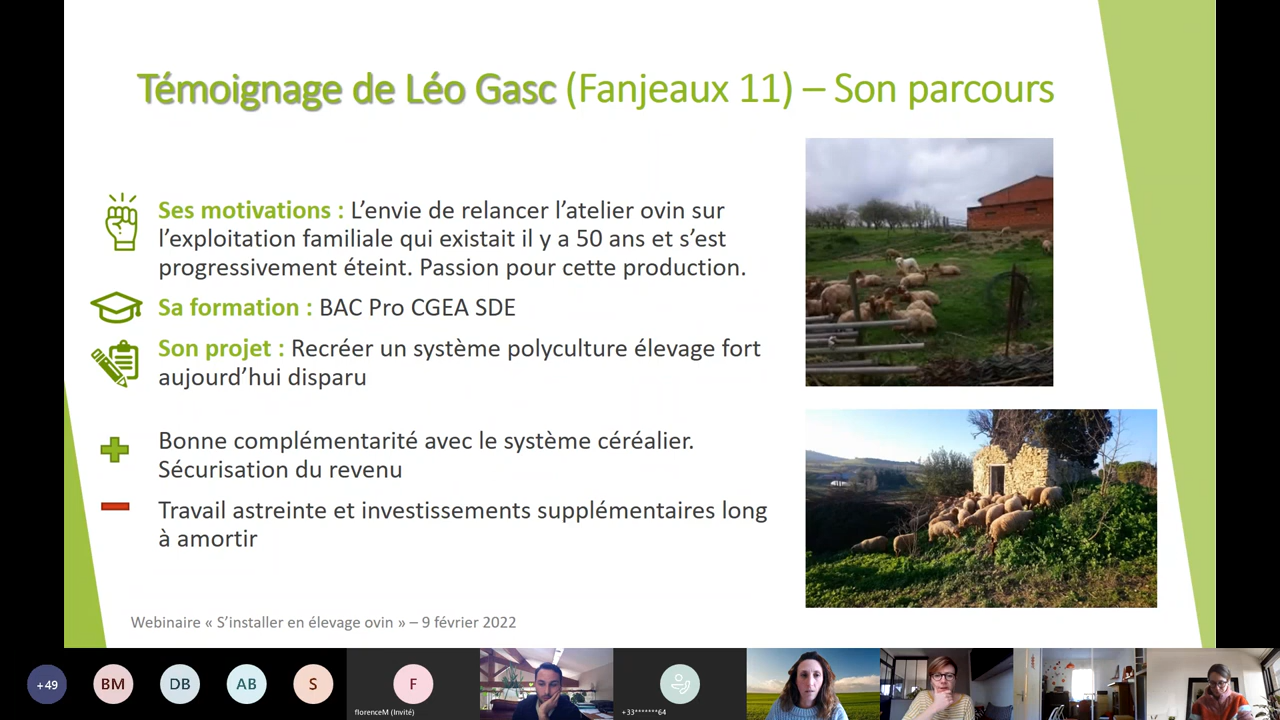 Témoignage de Léo Gasc (Fanjeaux 11) – Son parcours
Ses motivations : L’envie de relancer l’atelier ovin sur
l’exploitation familiale qui existait il y a 50 ans et s’est
progressivement éteint. Passion pour cette production.
Sa formation : BAC Pro CGEA SDE
Son projet : Recréer un système polyculture élevage fort
aujourd’hui disparu
Bonne complémentarité avec le système céréalier.
Sécurisation du revenu
Travail astreinte et investissements supplémentaires long
à amortir
Webinaire « S’installer en élevage ovin » – 9 février 2022
+49
BM
DB
AB
S
F
florenceM (Invité)
+33*******64